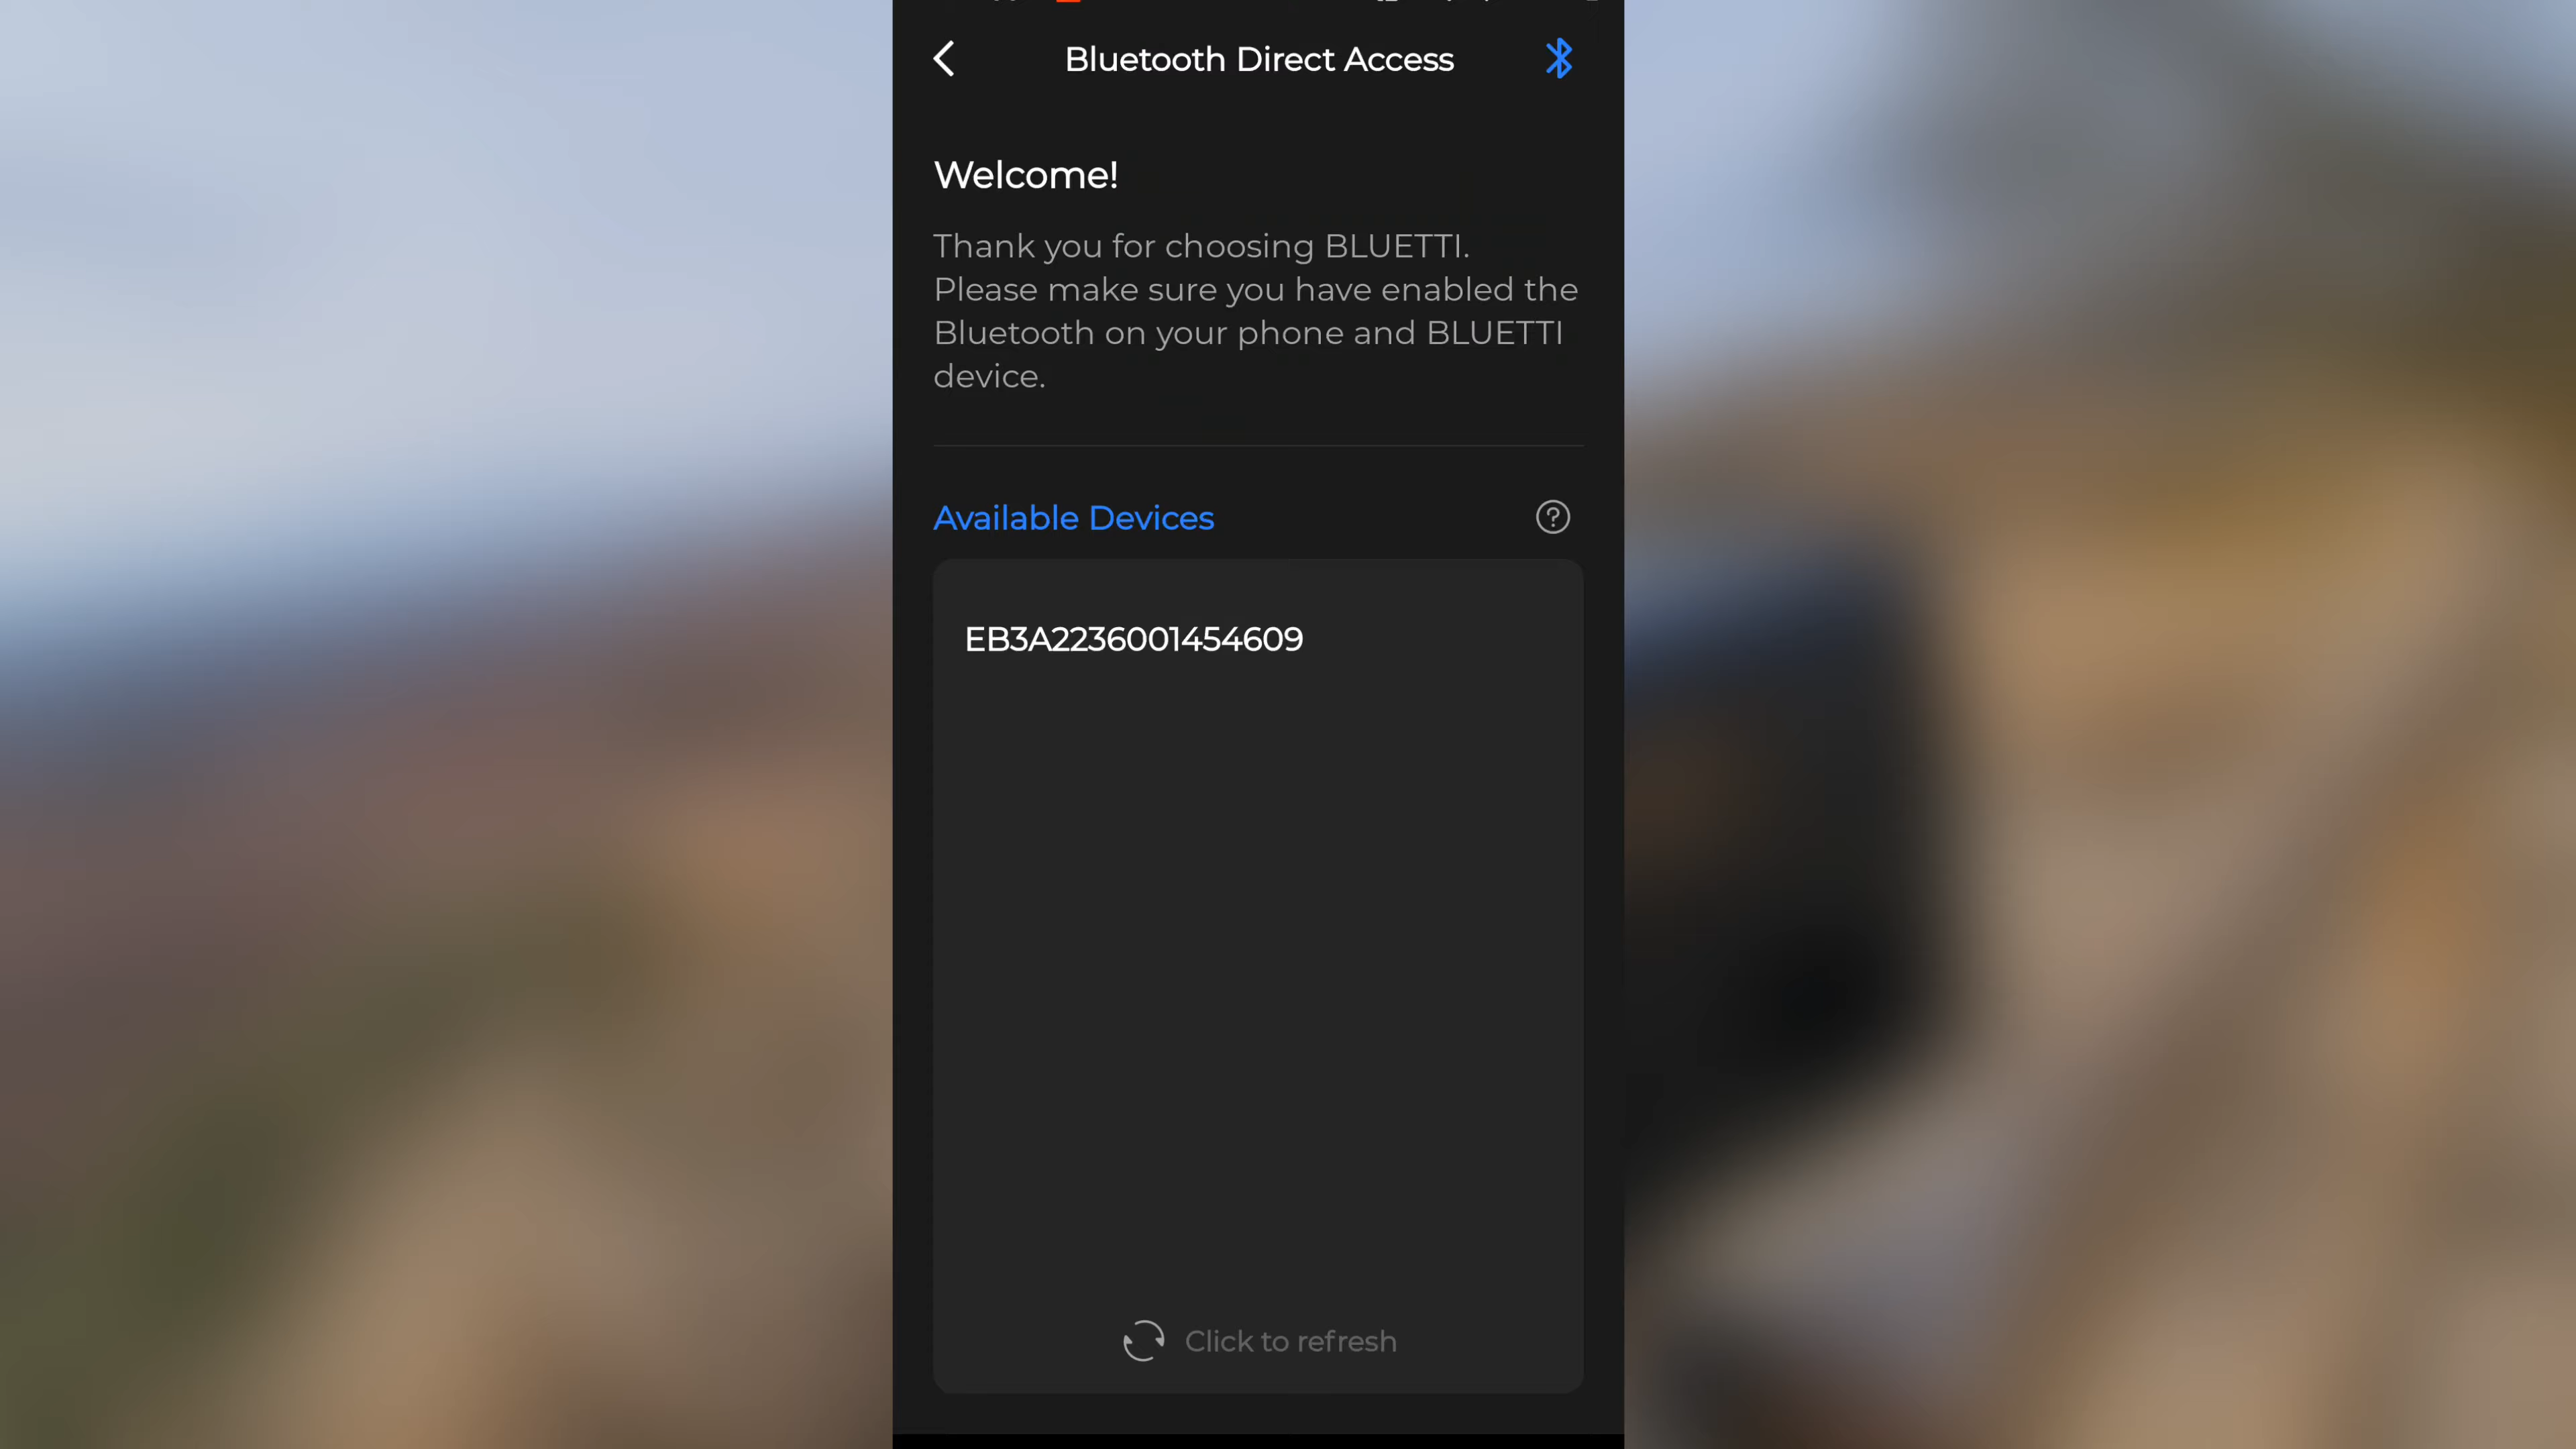 Bluetooth Direct Access
Welcome!
Thank you for choosing BLUETTI.
Please make sure you have enabled the
Bluetooth on your phone and BLUETTI
device.
Available Devices
EB3A2236001454609
Click to refresh